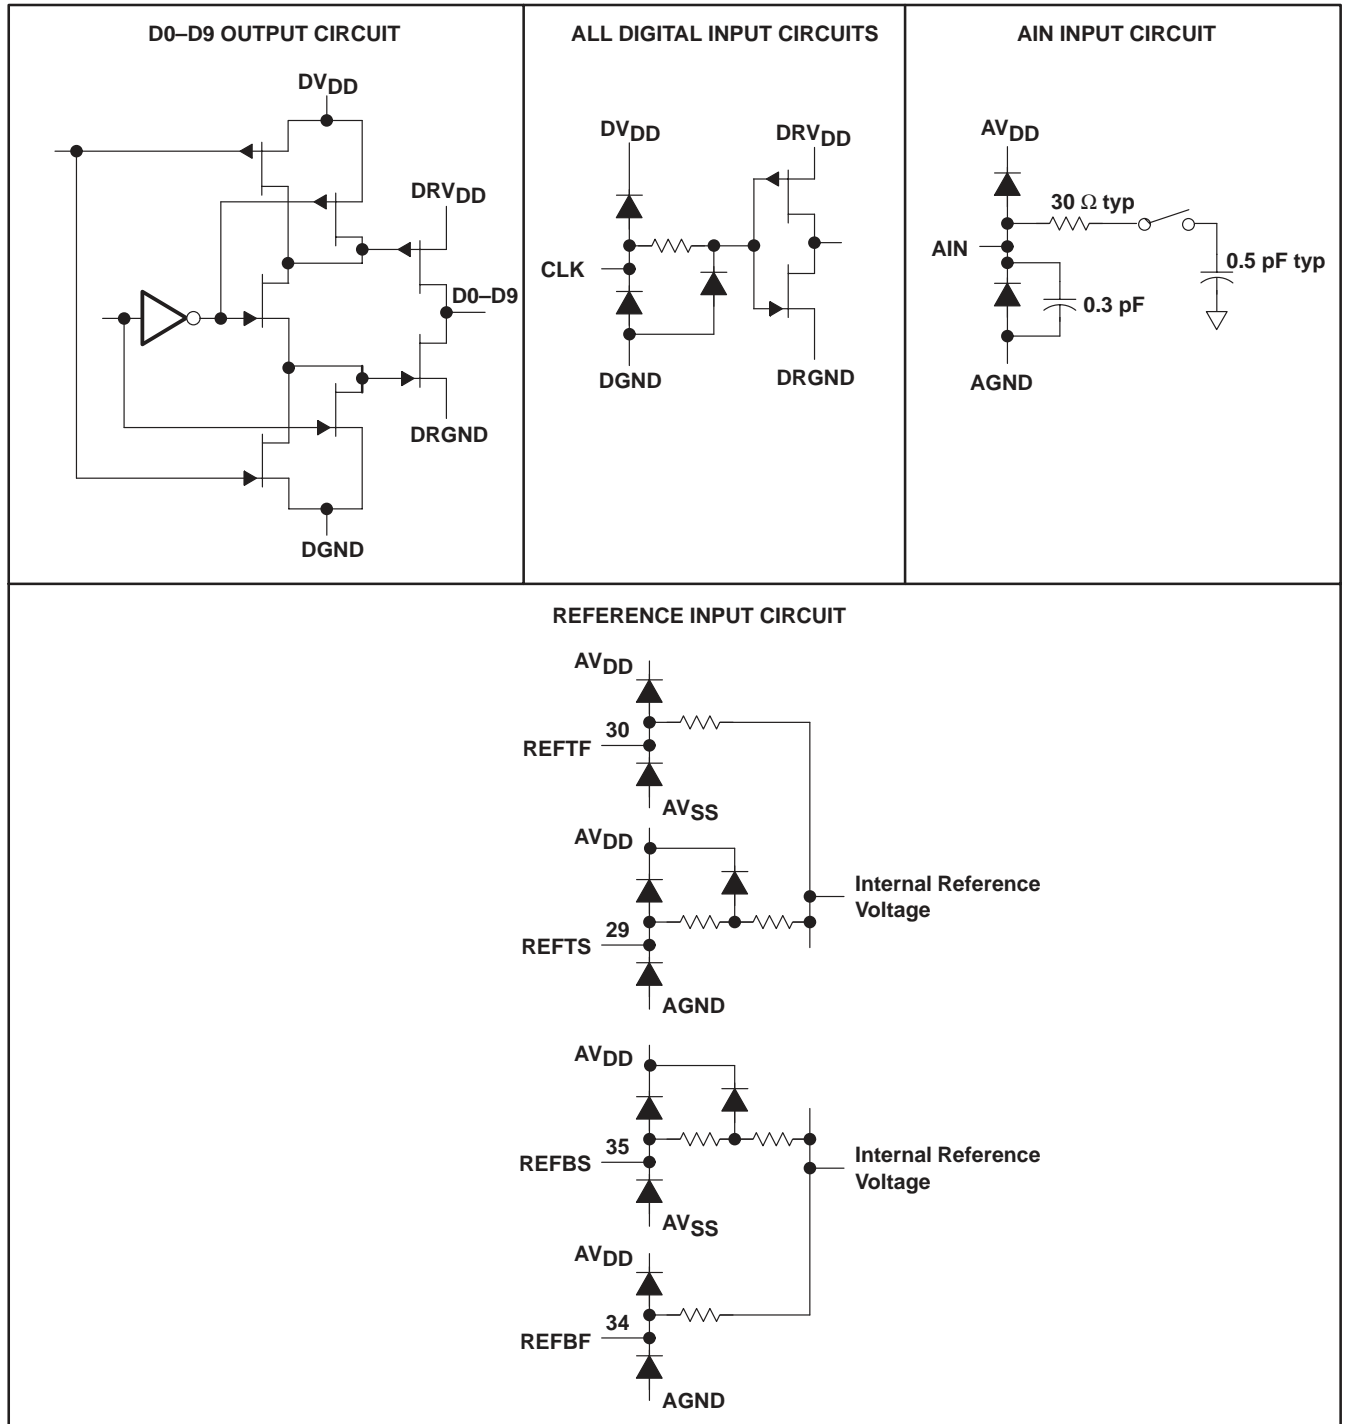 D0–D9 OUTPUT CIRCUIT
DVDD
DRVDD
D0–D9
DRGND
DGND
ALL DIGITAL INPUT CIRCUITS
DVDD
DRVDD
CLK
DGND
DRGND
AIN INPUT CIRCUIT
AVDD
30 Ω typ
AIN
0.5 pF typ
0.3 pF
AGND
REFERENCE INPUT CIRCUIT
AVDD
30
REFTF
AVSS
AVDD
Internal Reference
Voltage
29
REFTS
AGND
AVDD
35
REFBS
Internal Reference
Voltage
AVSS
AVDD
34
REFBF
AGND